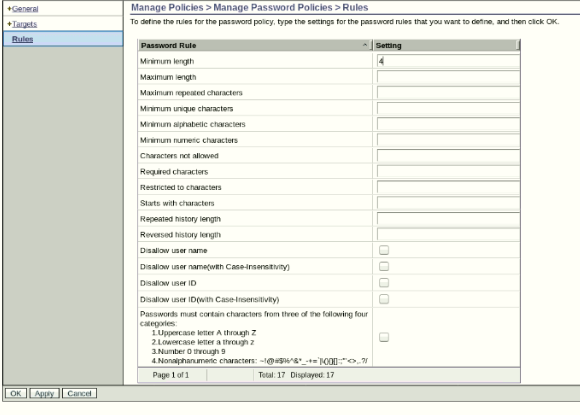 +General
+Targets
Rules
Manage Policies > Manage Password Policies > Rules
To define the rules for the password policy, type the settings for the password rules that you want to define, and then click OK.
Password Rule ^ Setting
Minimum length 4
Maximum length
Maximum repeated characters
Minimum unique characters
Minimum alphabetic characters
Minimum numeric characters
Characters not allowed
Required characters
Restricted to characters
Starts with characters
Repeated history length
Reversed history length
Disallow user name
Disallow user name(with Case-Insensitivity)
Disallow user ID
Disallow user ID(with Case-Insensitivity)
Passwords must contain characters from three of the following four
categories:
1.Uppercase letter A through Z
2.Lowercase letter a through z
3.Number 0 through 9
4.Nonalphanumeric characters:
Page 1 of 1 Total: 17 Displayed: 17
OK Apply Cancel